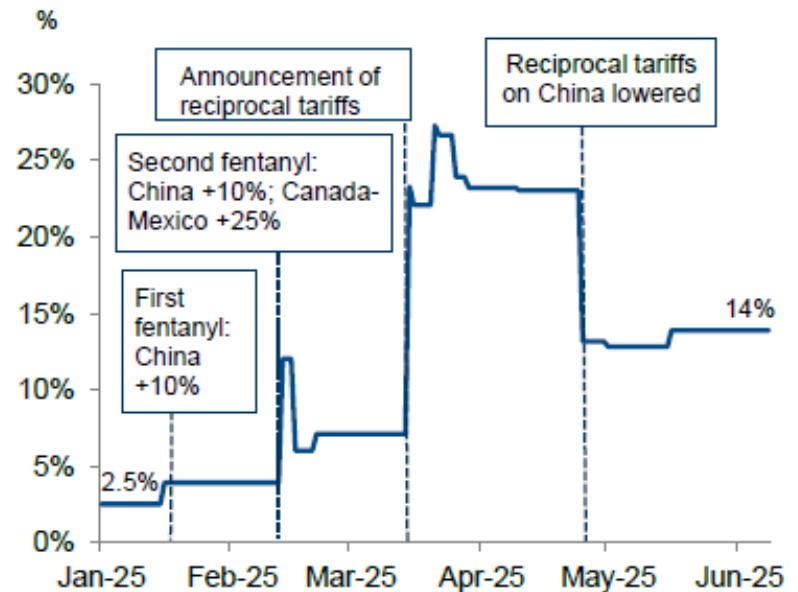 %
30%
25%
20%
15%
10%
5%
0%
Announcement of
reciprocal tariffs
Reciprocal tariffs
on China lowered
Second fentanyl:
China +10%; Canada-
Mexico +25%
First
fentanyl:
China
+10%
2.5%
14%
Jan-25 Feb-25 Mar-25 Apr-25 May-25 Jun-25